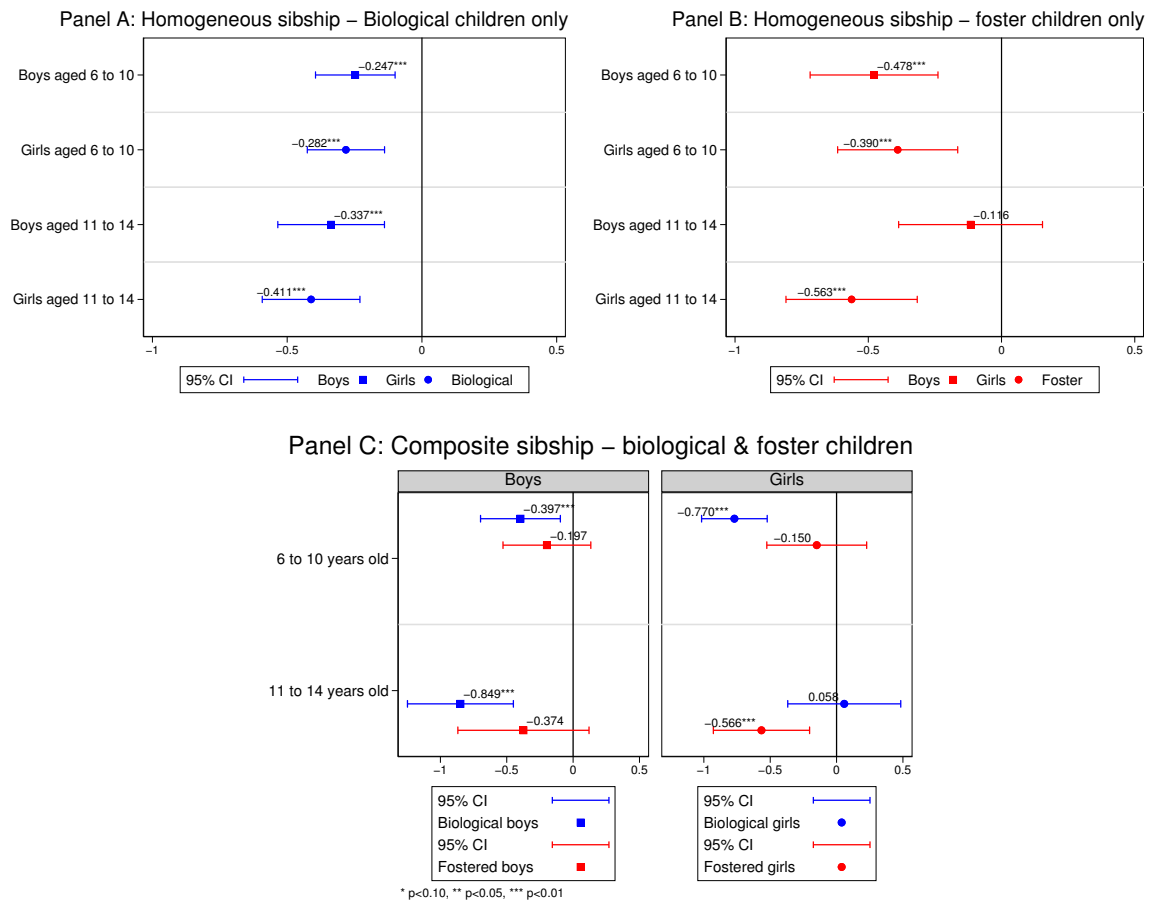 Panel A: Homogeneous sibship − Biological children only
Boys aged 6 to 10
−0.247***
Girls aged 6 to 10
−0.282***
Boys aged 11 to 14
−0.337***
Girls aged 11 to 14
−0.411***
−1 −0.5 0 0.5
95% CI Boys Girls Biological
Panel B: Homogeneous sibship − foster children only
Boys aged 6 to 10
−0.478***
Girls aged 6 to 10
−0.390***
Boys aged 11 to 14
−0.116
Girls aged 11 to 14
−0.563***
−1 −0.5 0 0.5
95% CI Boys Girls Foster
Panel C: Composite sibship − biological & foster children
Boys
Girls
6 to 10 years old
11 to 14 years old
−0.397***
−0.197
−0.849***
−0.374
−1 −0.5 0 0.5
−0.770***
−0.150
0.058
−0.566***
−1 −0.5 0 0.5
95% CI
Biological boys
95% CI
Fostered boys
95% CI
Biological girls
95% CI
Fostered girls
* p<0.10, ** p<0.05, *** p<0.01